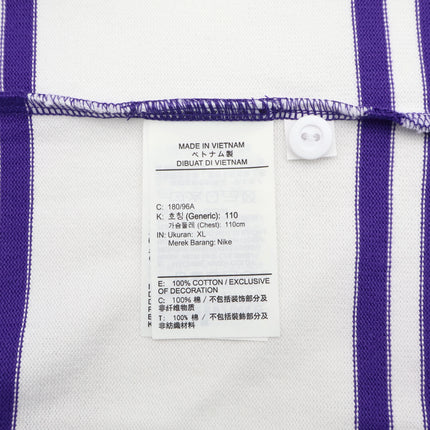 MADE IN VIETNAM
ベトナム製
DIBUAT DI VIETNAM
C: 180/96A
K: 호칭 (Generic): 110
가슴둘레 (Chest): 110cm
IN: Ukuran: XL
Merek Barang: Nike
E: 100% COTTON / EXCLUSIVE
OF DECORATION
C: 100% 棉 / 不包括装饰部分及
非纤维材料
T: 100% 棉 / 不包括裝飾部分及
非紡織材料